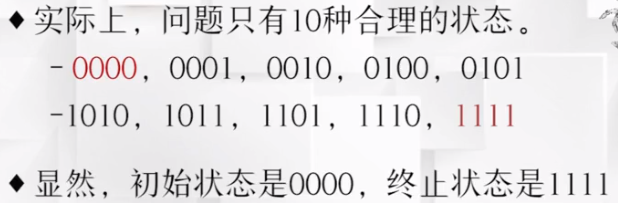 ♦实际上，问题只有10种合理的状态。
-0000，0001，0010，0100，0101
-1010，1011，1101，1110，1111
♦显然，初始状态是0000，终止状态是1111